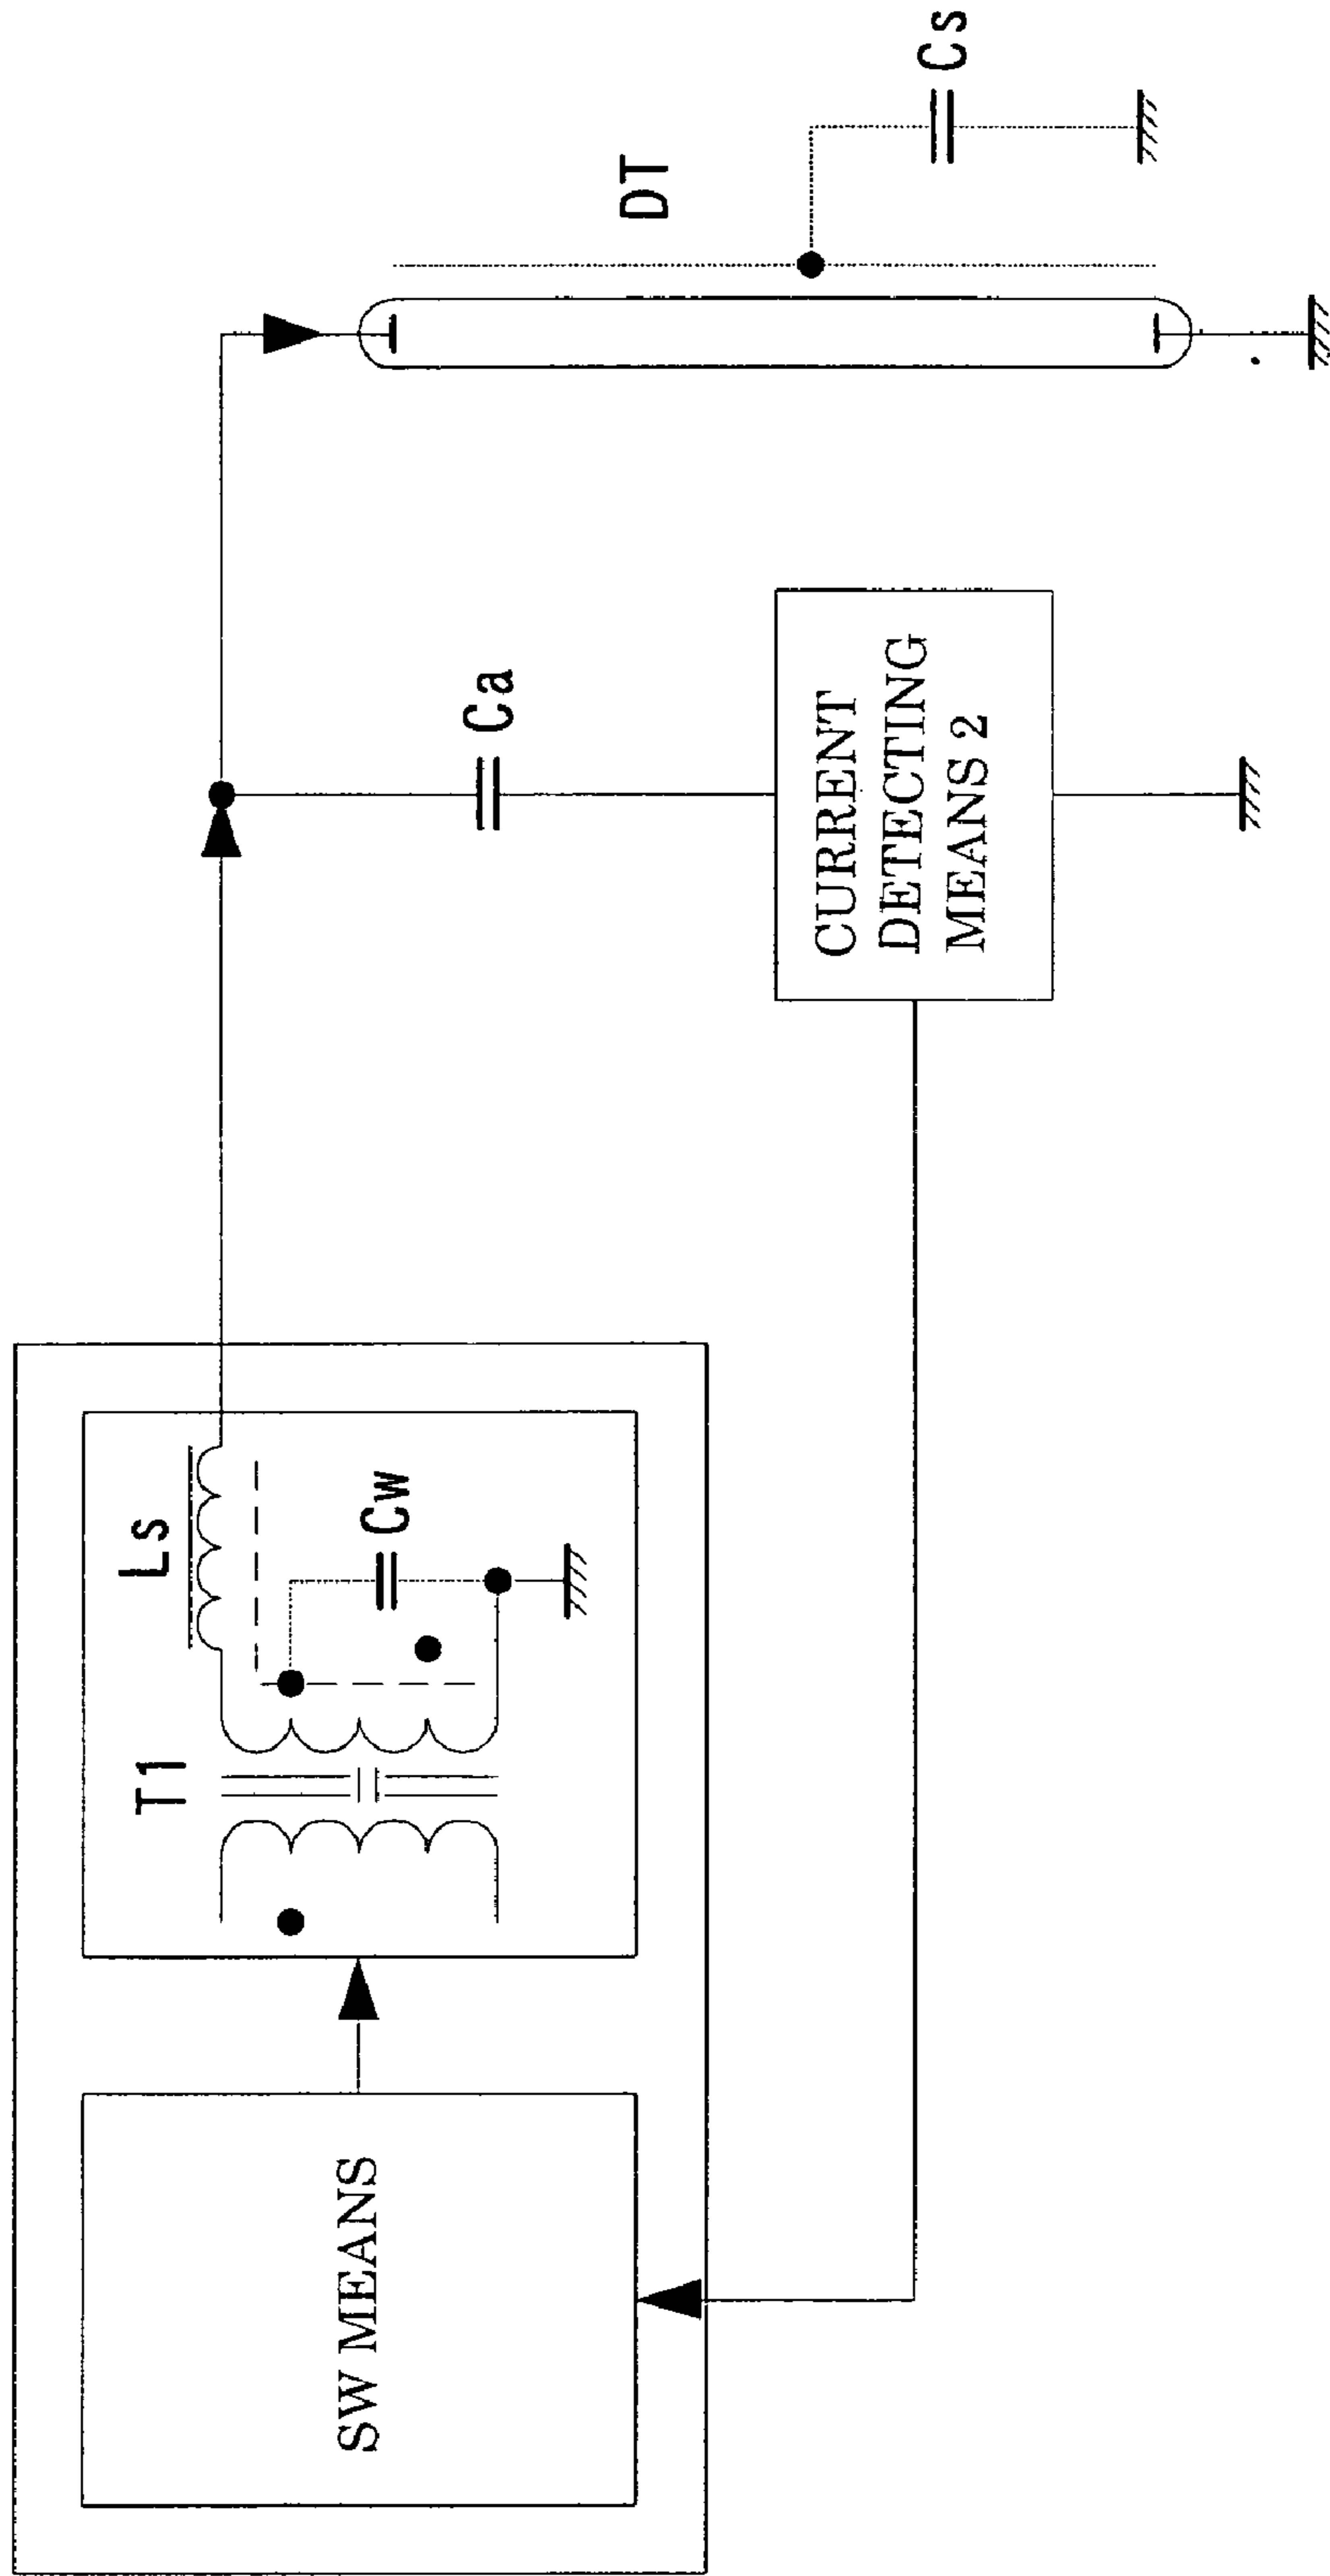 SW MEANS
T1
Ls
Cw
Ca
CURRENT
DETECTING
MEANS 2
DT
Cs